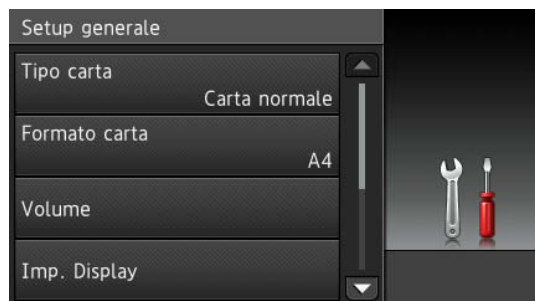 Setup generale
Tipo carta
Carta normale
Formato carta
A4
Volume
Imp. Display